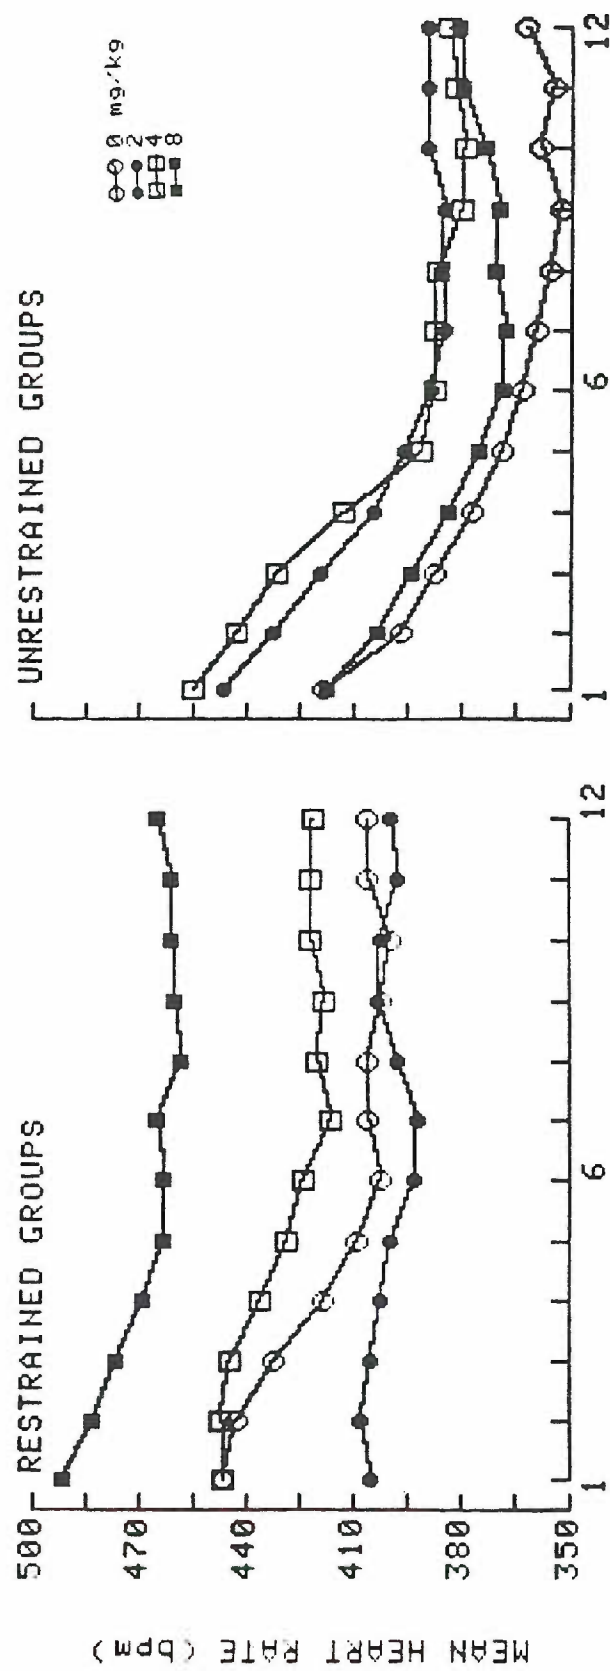 RESTRAINED GROUPS
UNRESTRAINED GROUPS
0 mg/kg
2
4
8
MEAN HEART RATE (bpm)
500
470
440
410
380
350
1 6 12
1 6 12